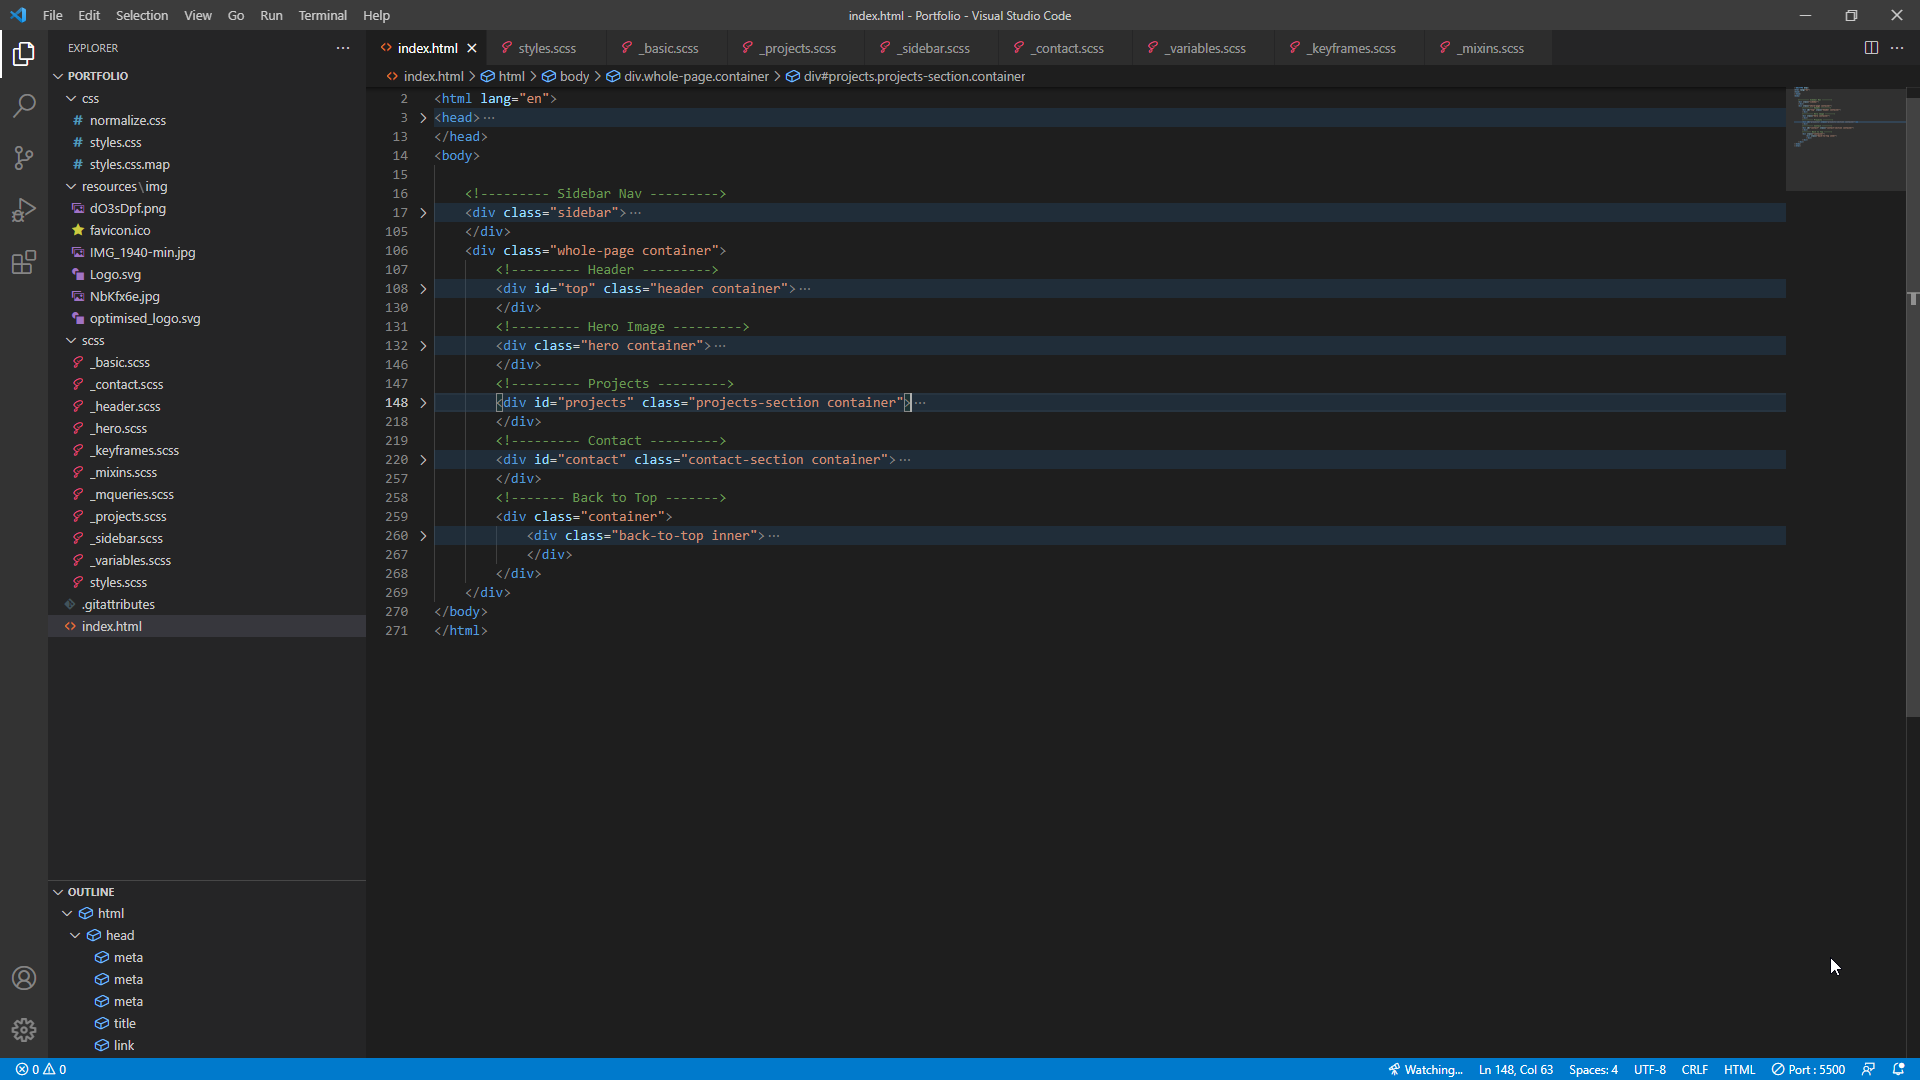 File Edit Selection View Go Run Terminal Help
index.html - Portfolio - Visual Studio Code
EXPLORER
PORTFOLIO
css
normalize.css
styles.css
styles.css.map
resources\img
dO3sDpf.png
favicon.ico
IMG_1940-min.jpg
Logo.svg
NbKfx6e.jpg
optimised_logo.svg
scss
_basic.scss
_contact.scss
_header.scss
_hero.scss
_keyframes.scss
_mixins.scss
_mqueries.scss
_projects.scss
_sidebar.scss
_variables.scss
styles.scss
.gitattributes
index.html
OUTLINE
html
head
meta
meta
meta
title
link
index.html styles.scss _basic.scss _projects.scss _sidebar.scss _contact.scss _variables.scss _keyframes.scss _mixins.scss
index.html > html > body > div.whole-page.container > div#projects.projects-section.container
2 <html lang="en">
3 <head>···
13 </head>
14 <body>
15
16 <!--------- Sidebar Nav --------->
17 <div class="sidebar">···
105 </div>
106 <div class="whole-page container">
107 <!--------- Header --------->
108 <div id="top" class="header container">···
130 </div>
131 <!--------- Hero Image --------->
132 <div class="hero container">···
146 </div>
147 <!--------- Projects --------->
148 <div id="projects" class="projects-section container">···
218 </div>
219 <!--------- Contact --------->
220 <div id="contact" class="contact-section container">···
257 </div>
258 <!------- Back to Top ------->
259 <div class="container">
260 <div class="back-to-top inner">···
267 </div>
268 </div>
269 </div>
270 </body>
271 </html>
0 0 Watching... Ln 148, Col 63 Spaces: 4 UTF-8 CRLF HTML Port : 5500